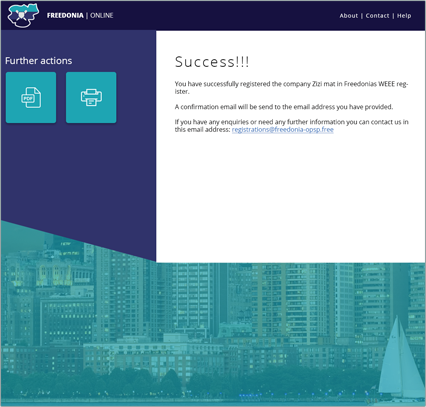 FREEDONIA | ONLINE
About | Contact | Help
Further actions
PDF
Success!!!
You have successfully registered the company Zizi mat in Freedonias WEEE reg-
ister.
A confirmation email will be send to the email address you have provided.
If you have any enquiries or need any further information you can contact us in
this email address: registrations@freedonia-opsp.free